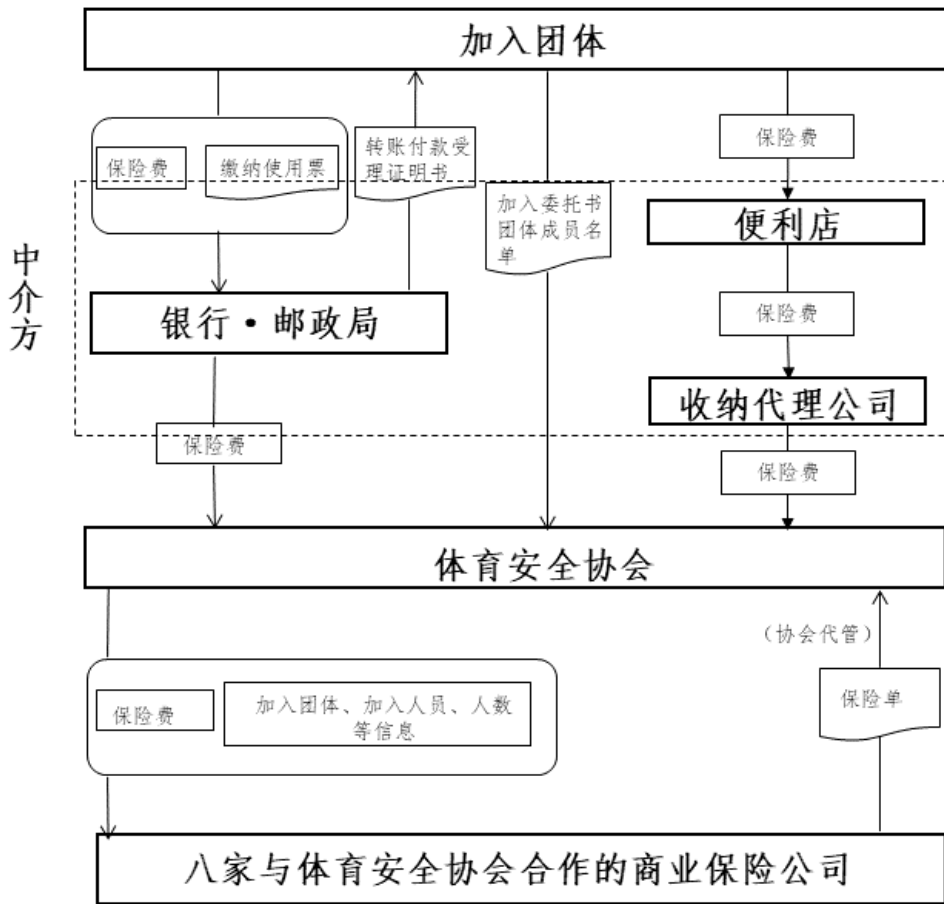 加入团体
保险费
缴纳使用票
转账付款受
理证明书
保险费
加入委托书
团体成员名
单
便利店
中介方
银行·邮政局
保险费
收纳代理公司
保险费
保险费
体育安全协会
（协会代管）
保险费
加入团体、加入人员、人数
等信息
保险单
八家与体育安全协会合作的商业保险公司